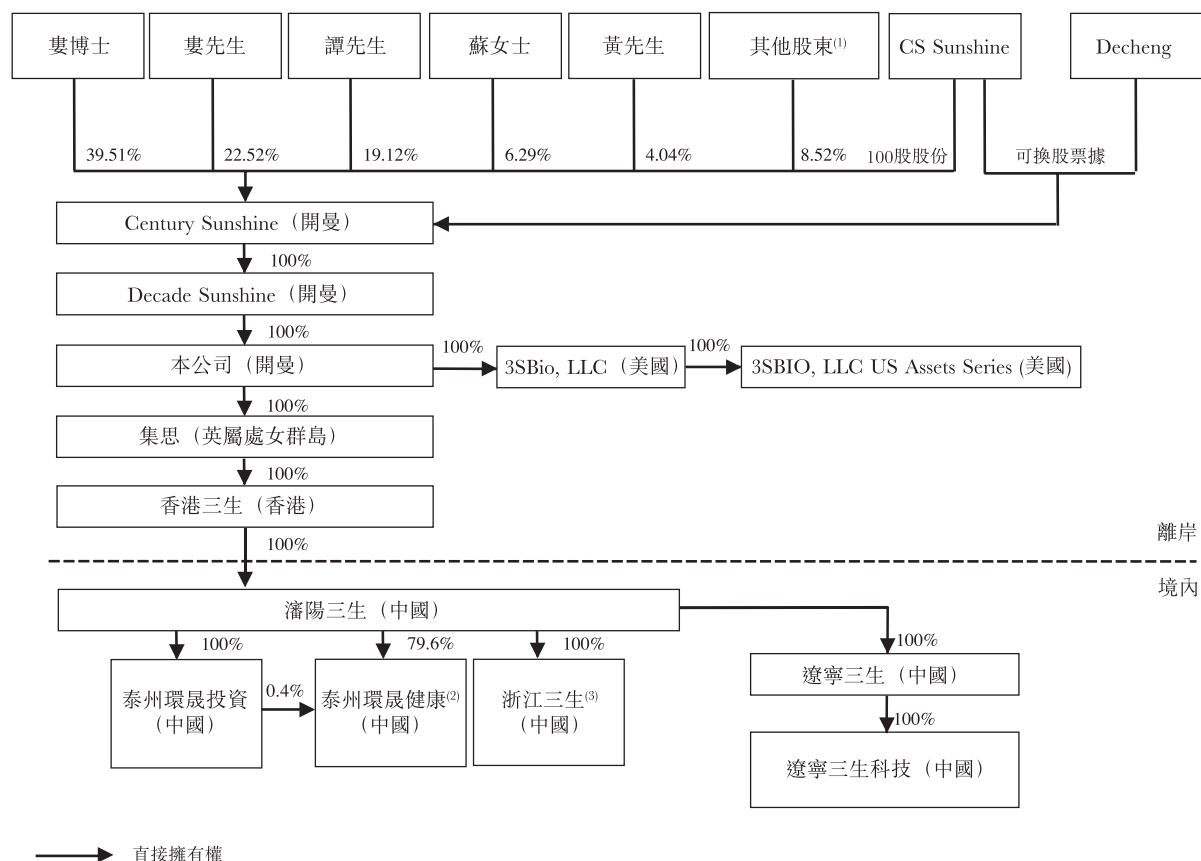 婁博士
婁先生
譚先生
蘇女士
黃先生
其他股東(1)
CS Sunshine
Decheng
39.51%
22.52%
19.12%
6.29%
4.04%
8.52%
100股股份
可換股票據
Century Sunshine（開曼）
100%
Decade Sunshine（開曼）
100%
本公司（開曼）
100%
3SBio, LLC（美國）
100%
3SBIO, LLC US Assets Series (美國)
100%
集思（英屬處女群島）
100%
香港三生（香港）
100%
離岸
境內
瀋陽三生（中國）
100%
79.6%
100%
100%
泰州環晟投資
（中國）
0.4%
泰州環晟健康(2)
（中國）
浙江三生(3)
（中國）
遼寧三生（中國）
100%
遼寧三生科技（中國）
直接擁有權